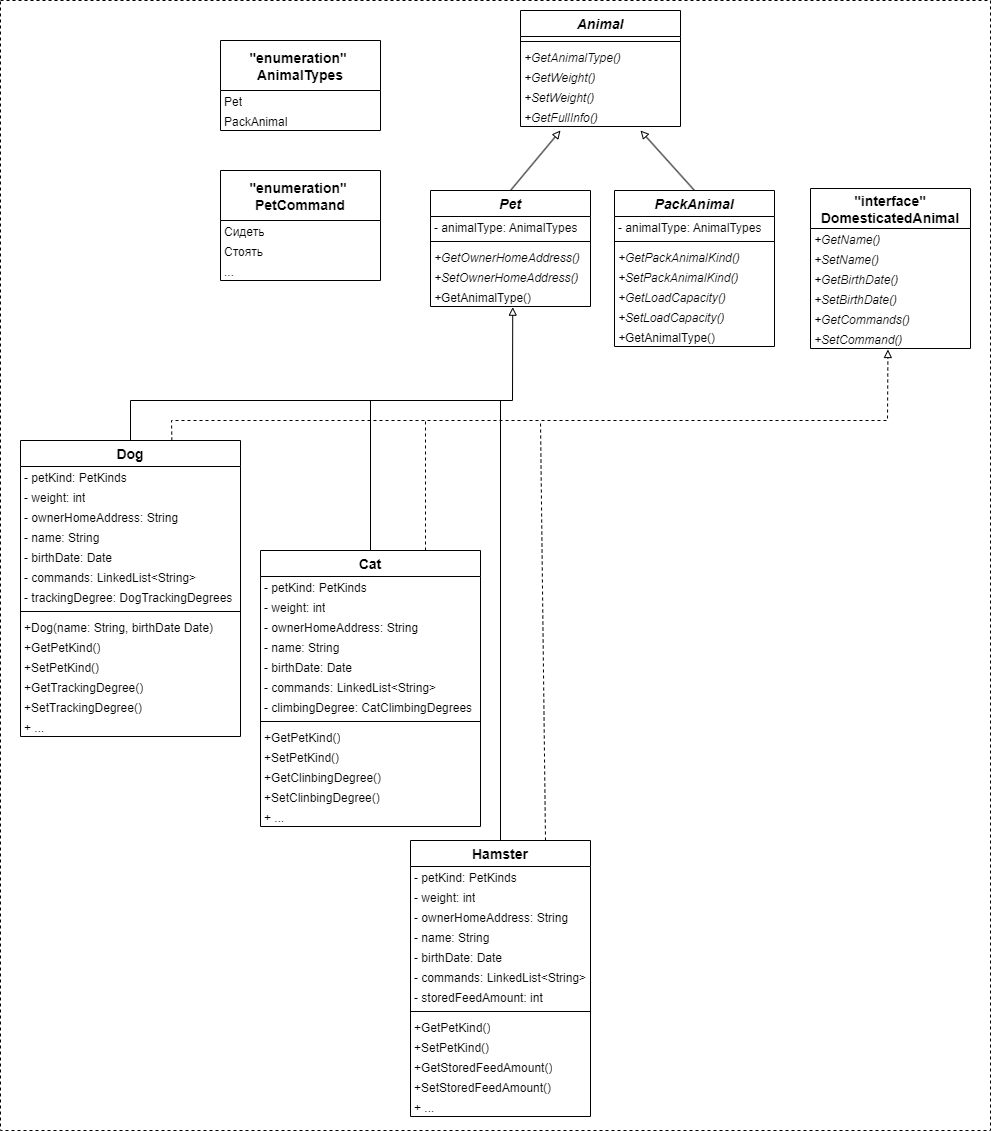 Animal
+GetAnimalType()
+GetWeight()
+SetWeight()
+GetFullInfo()
"enumeration"
AnimalTypes
Pet
PackAnimal
"enumeration"
PetCommand
Сидеть
Стоять
...
Pet
- animalType: AnimalTypes
+GetOwnerHomeAddress()
+SetOwnerHomeAddress()
+GetAnimalType()
PackAnimal
- animalType: AnimalTypes
+GetPackAnimalKind()
+SetPackAnimalKind()
+GetLoadCapacity()
+SetLoadCapacity()
+GetAnimalType()
"interface"
DomesticatedAnimal
+GetName()
+SetName()
+GetBirthDate()
+SetBirthDate()
+GetCommands()
+SetCommand()
Dog
- petKind: PetKinds
- weight: int
- ownerHomeAddress: String
- name: String
- birthDate: Date
- commands: LinkedList<String>
- trackingDegree: DogTrackingDegrees
+Dog(name: String, birthDate Date)
+GetPetKind()
+SetPetKind()
+GetTrackingDegree()
+SetTrackingDegree()
+ ...
Cat
- petKind: PetKinds
- weight: int
- ownerHomeAddress: String
- name: String
- birthDate: Date
- commands: LinkedList<String>
- climbingDegree: CatClimbingDegrees
+GetPetKind()
+SetPetKind()
+GetClinbingDegree()
+SetClinbingDegree()
+ ...
Hamster
- petKind: PetKinds
- weight: int
- ownerHomeAddress: String
- name: String
- birthDate: Date
- commands: LinkedList<String>
- storedFeedAmount: int
+GetPetKind()
+SetPetKind()
+GetStoredFeedAmount()
+SetStoredFeedAmount()
+ ...